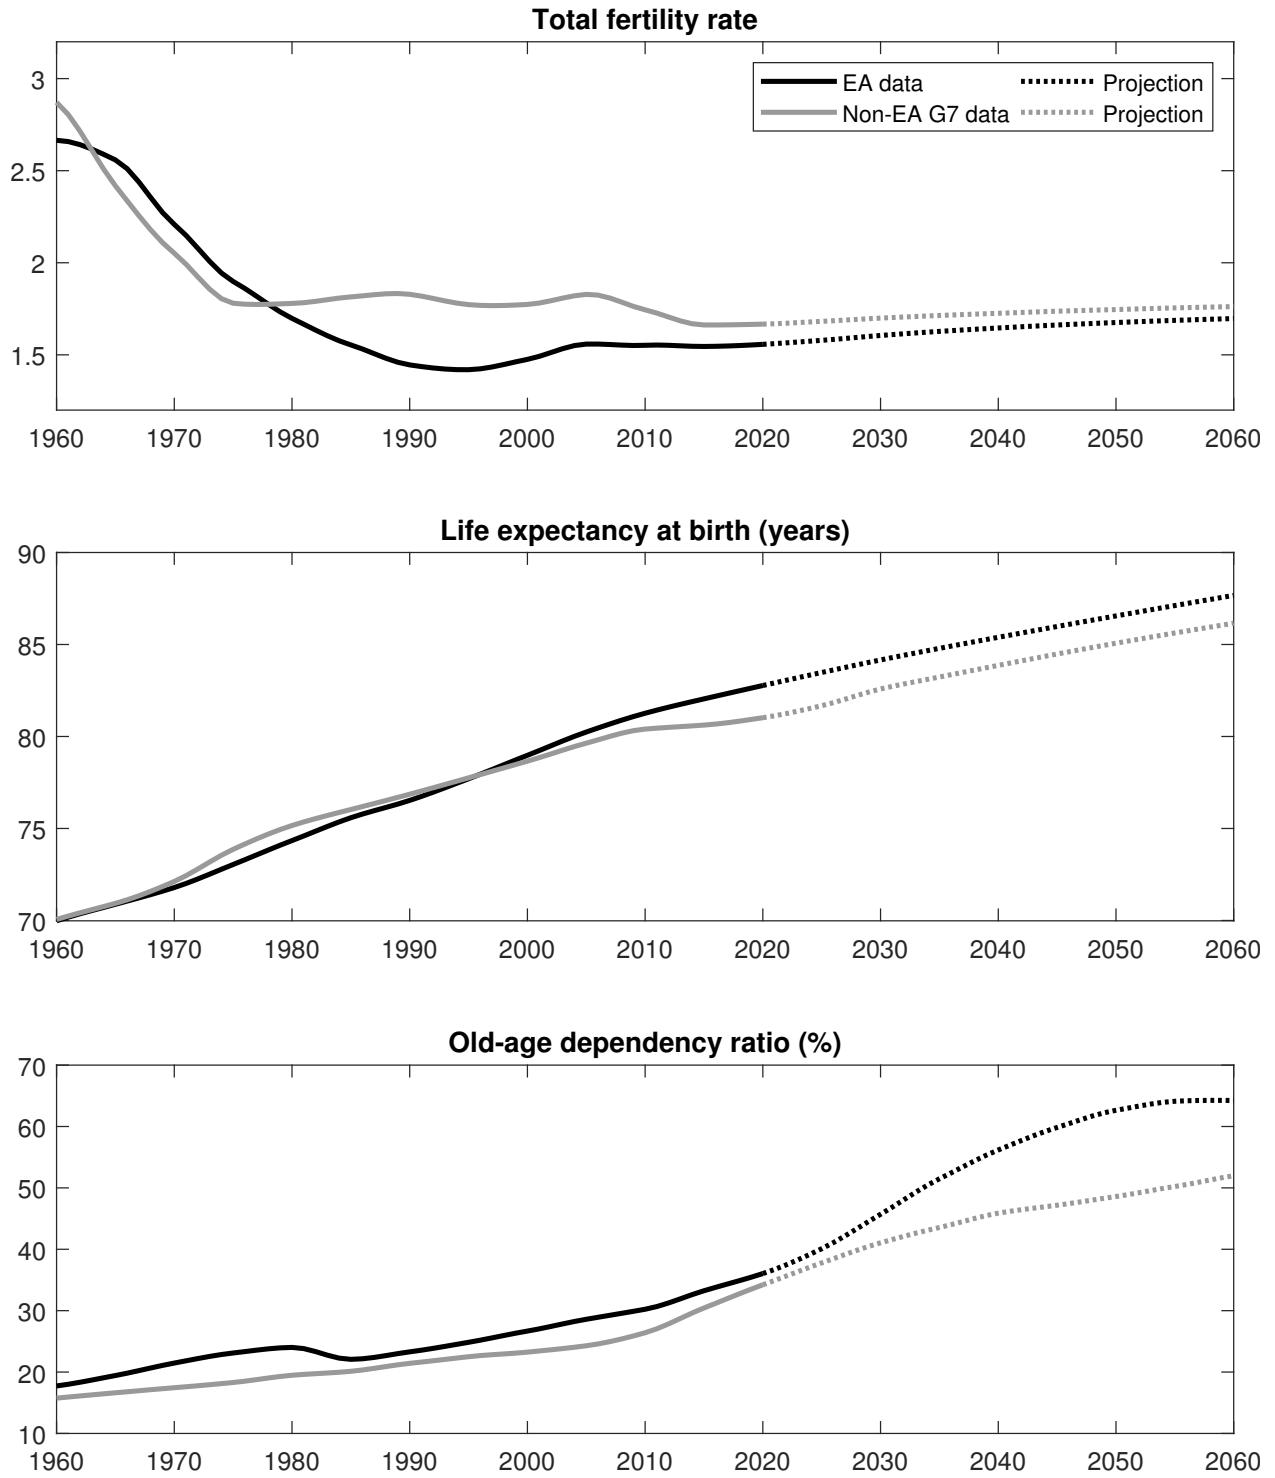 Total fertility rate
3
2.5
2
1.5
EA data Projection
Non-EA G7 data Projection
1960 1970 1980 1990 2000 2010 2020 2030 2040 2050 2060
Life expectancy at birth (years)
90
85
80
75
70
1960 1970 1980 1990 2000 2010 2020 2030 2040 2050 2060
Old-age dependency ratio (%)
70
60
50
40
30
20
10
1960 1970 1980 1990 2000 2010 2020 2030 2040 2050 2060